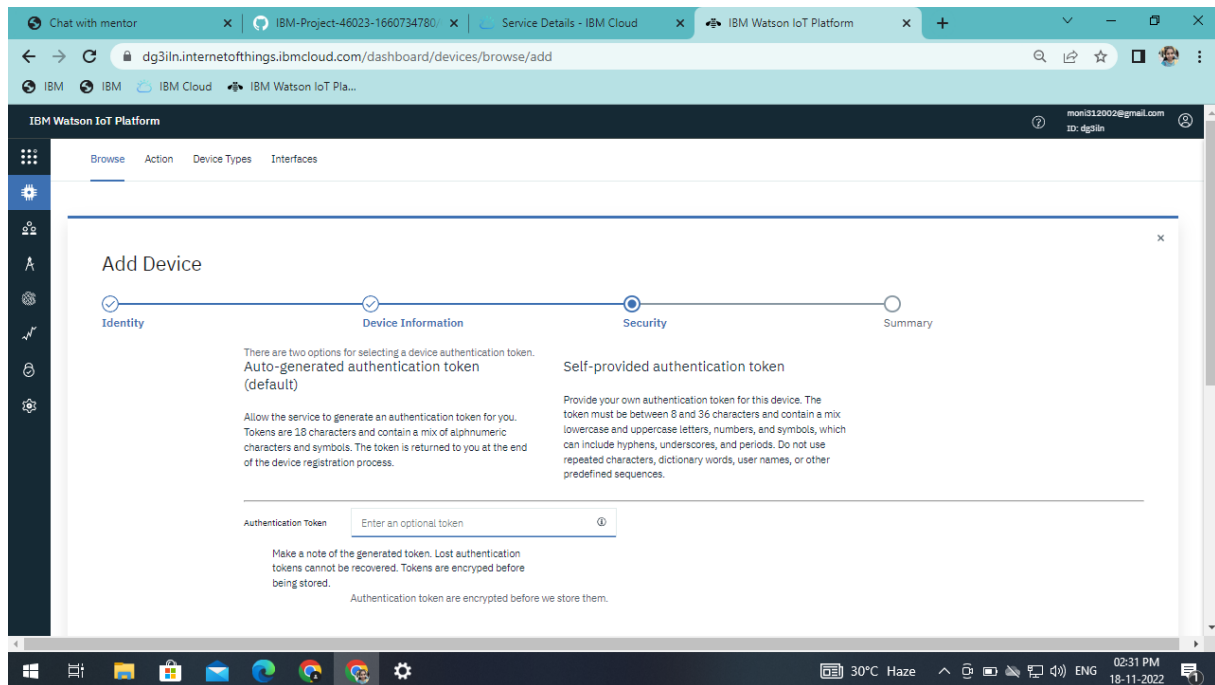 Chat with mentor
IBM-Project-46023-1660734780/
Service Details - IBM Cloud
IBM Watson IoT Platform
dg3iln.internetofthings.ibmcloud.com/dashboard/devices/browse/add
IBM
IBM
IBM Cloud
IBM Watson IoT Pla...
IBM Watson IoT Platform
moni312002@gmail.com
ID: dg3iln
Browse
Action
Device Types
Interfaces
Add Device
Identity
Device Information
Security
Summary
There are two options for selecting a device authentication token.
Auto-generated authentication token
(default)
Allow the service to generate an authentication token for you.
Tokens are 18 characters and contain a mix of alphnumeric
characters and symbols. The token is returned to you at the end
of the device registration process.
Self-provided authentication token
Provide your own authentication token for this device. The
token must be between 8 and 36 characters and contain a mix
lowercase and uppercase letters, numbers, and symbols, which
can include hyphens, underscores, and periods. Do not use
repeated characters, dictionary words, user names, or other
predefined sequences.
Authentication Token
Enter an optional token
Make a note of the generated token. Lost authentication
tokens cannot be recovered. Tokens are encryped before
being stored.
Authentication token are encrypted before we store them.
30°C Haze
ENG
02:31 PM
18-11-2022
1